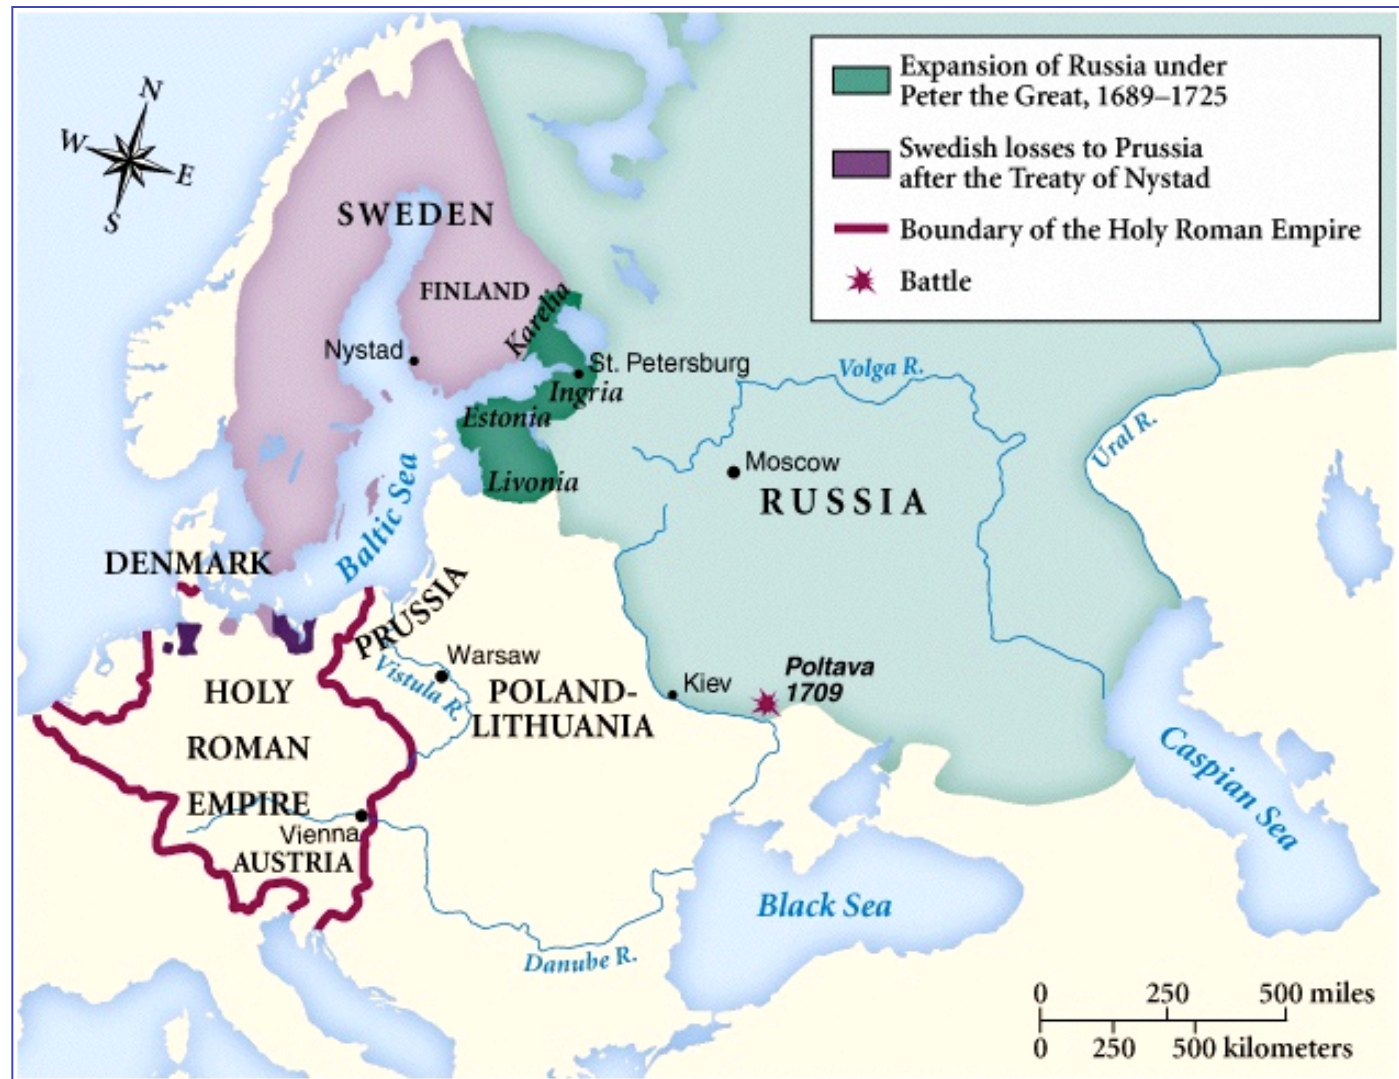 Expansion of Russia under
Peter the Great, 1689–1725
Swedish losses to Prussia
after the Treaty of Nystad
Boundary of the Holy Roman Empire
Battle
N
W
E
S
SWEDEN
FINLAND
Karelia
Nystad
St. Petersburg
Ingria
Estonia
Livonia
Volga R.
Ural R.
Moscow
RUSSIA
Baltic Sea
DENMARK
PRUSSIA
Warsaw
Vistula R.
POLAND-
LITHUANIA
Kiev
Poltava
1709
HOLY
ROMAN
EMPIRE
Vienna
AUSTRIA
Caspian Sea
Black Sea
Danube R.
0 250 500 miles
0 250 500 kilometers